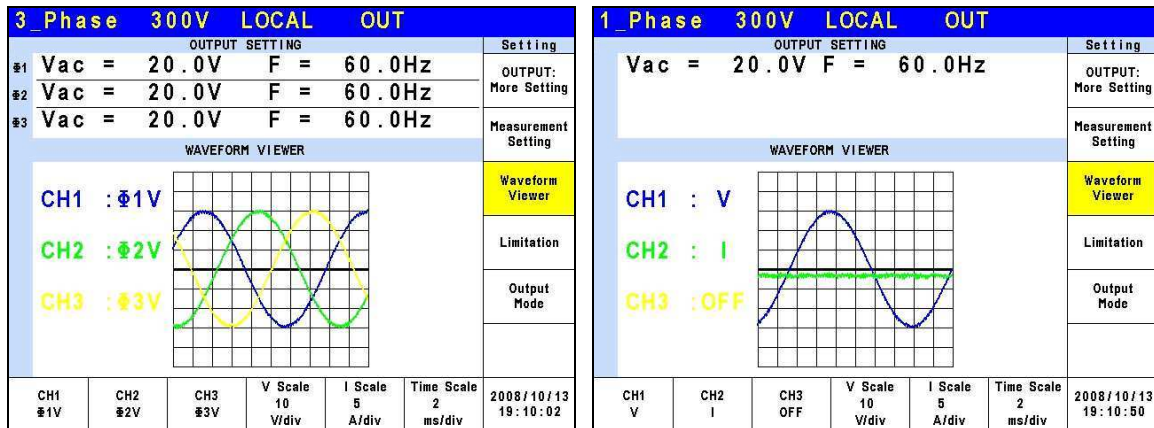 3_Phase 300V LOCAL OUT
OUTPUT SETTING
Setting
Φ1 Vac = 20.0V F = 60.0Hz
Φ2 Vac = 20.0V F = 60.0Hz
Φ3 Vac = 20.0V F = 60.0Hz
OUTPUT:
More Setting
Measurement
Setting
WAVEFORM VIEWER
Waveform
Viewer
CH1 :Φ1V
CH2 :Φ2V
CH3 :Φ3V
Limitation
Output
Mode
CH1
Φ1V
CH2
Φ2V
CH3
Φ3V
V Scale
10
V/div
I Scale
5
A/div
Time Scale
2
ms/div
2008/10/13
19:10:02
1_Phase 300V LOCAL OUT
OUTPUT SETTING
Setting
Vac = 20.0V F = 60.0Hz
OUTPUT:
More Setting
Measurement
Setting
WAVEFORM VIEWER
Waveform
Viewer
CH1 : V
CH2 : I
CH3 :OFF
Limitation
Output
Mode
CH1
V
CH2
I
CH3
OFF
V Scale
10
V/div
I Scale
5
A/div
Time Scale
2
ms/div
2008/10/13
19:10:50